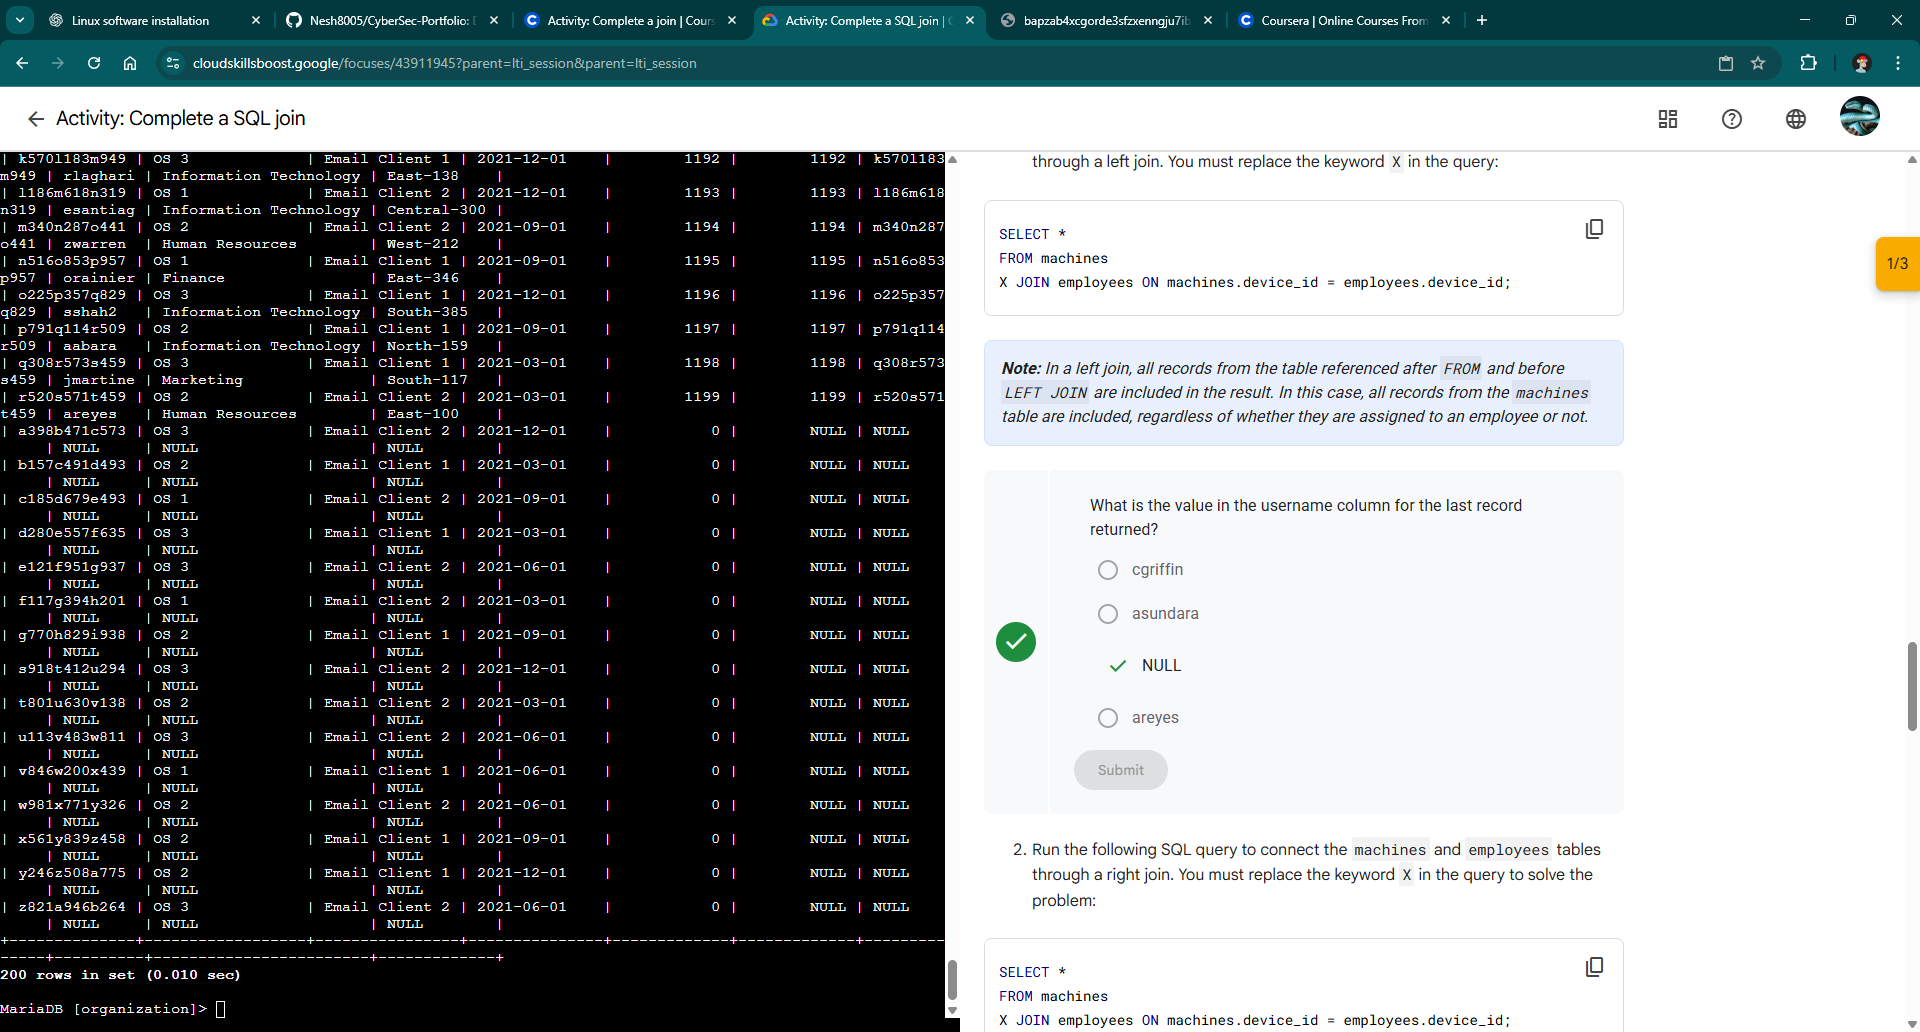 Linux software installation
Nesh8005/CyberSec-Portfolio: D
Activity: Complete a join | Cours
Activity: Complete a SQL join | G
bapzab4xcgorde3sfzxenngju7ib
Coursera | Online Courses From
cloudskillsboost.google/focuses/43911945?parent=lti_session&parent=lti_session
Activity: Complete a SQL join
| k570l183m949 | OS 3 | Email Client 1 | 2021-12-01 | 1192 | 1192 | k570l183
m949 | rlaghari | Information Technology | East-138 |
| l186m618n319 | OS 1 | Email Client 2 | 2021-12-01 | 1193 | 1193 | l186m618
n319 | esantiag | Information Technology | Central-300 |
| m340n287o441 | OS 2 | Email Client 2 | 2021-09-01 | 1194 | 1194 | m340n287
o441 | zwarren | Human Resources | West-212 |
| n516o853p957 | OS 1 | Email Client 1 | 2021-09-01 | 1195 | 1195 | n516o853
p957 | orainier | Finance | East-346 |
| o225p357q829 | OS 3 | Email Client 1 | 2021-12-01 | 1196 | 1196 | o225p357
q829 | sshah2 | Information Technology | South-385 |
| p791q114r509 | OS 2 | Email Client 1 | 2021-09-01 | 1197 | 1197 | p791q114
r509 | aabara | Information Technology | North-159 |
| q308r573s459 | OS 3 | Email Client 1 | 2021-03-01 | 1198 | 1198 | q308r573
s459 | jmartine | Marketing | South-117 |
| r520s571t459 | OS 2 | Email Client 2 | 2021-03-01 | 1199 | 1199 | r520s571
t459 | areyes | Human Resources | East-100 |
| a398b471c573 | OS 3 | Email Client 2 | 2021-12-01 | 0 | NULL | NULL
| NULL | NULL | NULL |
| b157c491d493 | OS 2 | Email Client 1 | 2021-03-01 | 0 | NULL | NULL
| NULL | NULL | NULL |
| c185d679e493 | OS 1 | Email Client 2 | 2021-09-01 | 0 | NULL | NULL
| NULL | NULL | NULL |
| d280e557f635 | OS 3 | Email Client 1 | 2021-03-01 | 0 | NULL | NULL
| NULL | NULL | NULL |
| e121f951g937 | OS 3 | Email Client 2 | 2021-06-01 | 0 | NULL | NULL
| NULL | NULL | NULL |
| f117g394h201 | OS 1 | Email Client 2 | 2021-03-01 | 0 | NULL | NULL
| NULL | NULL | NULL |
| g770h829i938 | OS 2 | Email Client 1 | 2021-09-01 | 0 | NULL | NULL
| NULL | NULL | NULL |
| s918t412u294 | OS 3 | Email Client 2 | 2021-12-01 | 0 | NULL | NULL
| NULL | NULL | NULL |
| t801u630v138 | OS 2 | Email Client 2 | 2021-03-01 | 0 | NULL | NULL
| NULL | NULL | NULL |
| u113v483w811 | OS 3 | Email Client 2 | 2021-06-01 | 0 | NULL | NULL
| NULL | NULL | NULL |
| v846w200x439 | OS 1 | Email Client 1 | 2021-06-01 | 0 | NULL | NULL
| NULL | NULL | NULL |
| w981x771y326 | OS 2 | Email Client 2 | 2021-06-01 | 0 | NULL | NULL
| NULL | NULL | NULL |
| x561y839z458 | OS 2 | Email Client 1 | 2021-09-01 | 0 | NULL | NULL
| NULL | NULL | NULL |
| y246z508a775 | OS 2 | Email Client 1 | 2021-12-01 | 0 | NULL | NULL
| NULL | NULL | NULL |
| z821a946b264 | OS 3 | Email Client 2 | 2021-06-01 | 0 | NULL | NULL
| NULL | NULL | NULL |
200 rows in set (0.010 sec)
MariaDB [organization]>
through a left join. You must replace the keyword X in the query:
SELECT *
FROM machines
X JOIN employees ON machines.device_id = employees.device_id;
1/3
Note: In a left join, all records from the table referenced after FROM and before
LEFT JOIN are included in the result. In this case, all records from the machines
table are included, regardless of whether they are assigned to an employee or not.
What is the value in the username column for the last record
returned?
cgriffin
asundara
NULL
areyes
Submit
2. Run the following SQL query to connect the machines and employees tables
through a right join. You must replace the keyword X in the query to solve the
problem:
SELECT *
FROM machines
X JOIN employees ON machines.device_id = employees.device_id;